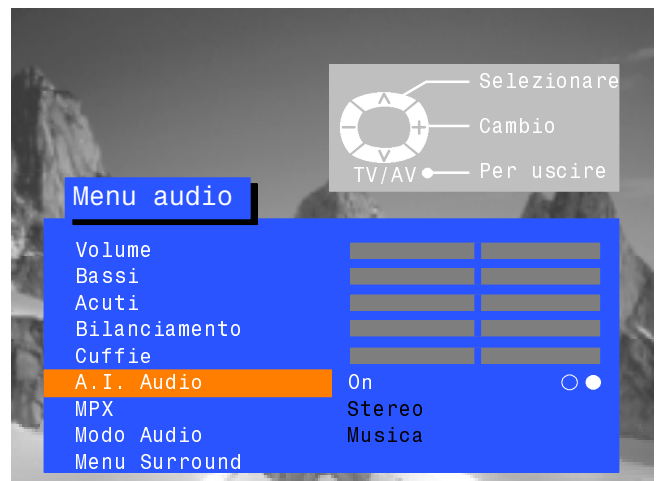 Selezionare
Cambio
TV/AV Per uscire
Menu audio
Volume
Bassi
Acuti
Bilanciamento
Cuffie
A.I. Audio On
MPX Stereo
Modo Audio Musica
Menu Surround